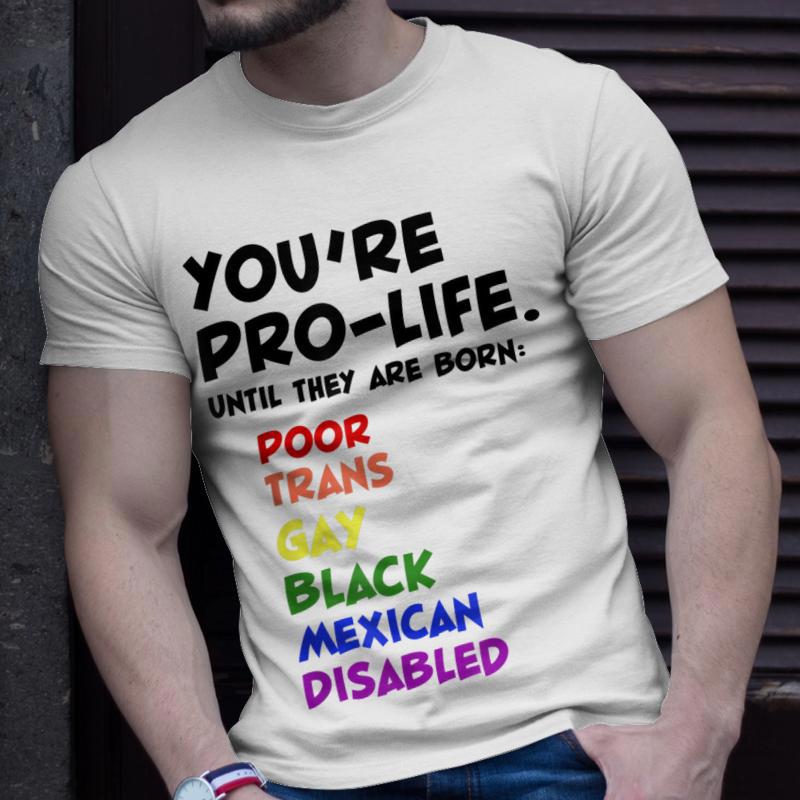 YOU'RE
PRO-LIFE.
UNTIL THEY ARE BORN:
POOR
TRANS
GAY
BLACK
MEXICAN
DISABLED